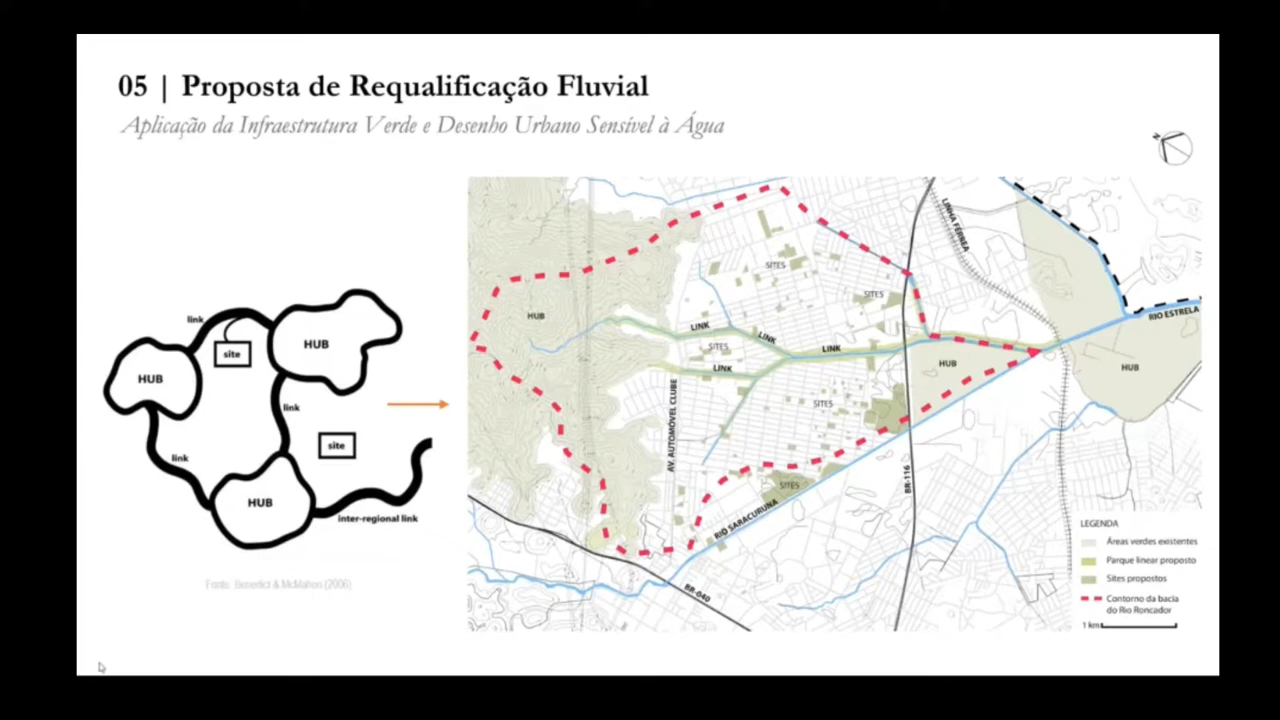 05 | Proposta de Requalificação Fluvial
Aplicação da Infraestrutura Verde e Desenho Urbano Sensível à Água
N
link
site
HUB
HUB
link
site
link
HUB
inter-regional link
Fonte: Benedict & McMahon (2006)
LINHA FÉRREA
SITES
SITES
HUB
LINK
LINK
SITES
LINK
LINK
HUB
RIO ESTRELA
HUB
AV. AUTOMÓVEL CLUBE
SITES
SITES
BR-116
RIO SARACURUNA
BR-040
LEGENDA
Áreas verdes existentes
Parque linear proposto
Sites propostos
Contorno da bacia
do Rio Roncador
1 km